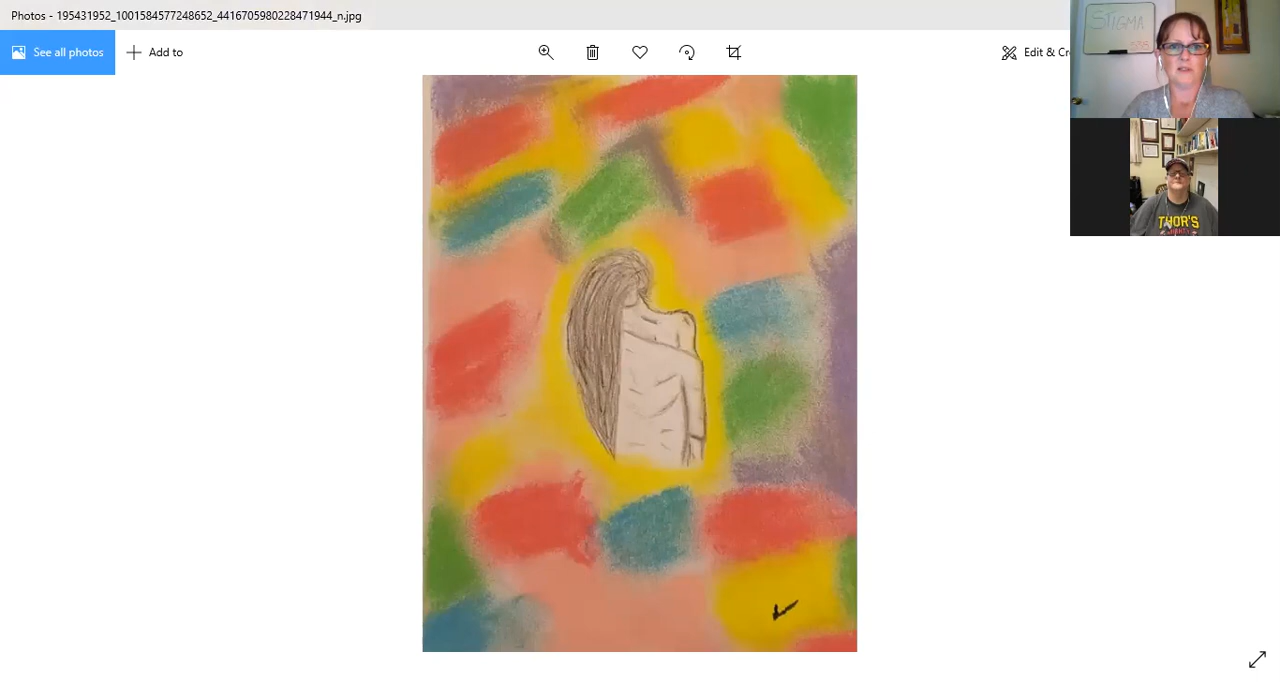 Photos - 195431952_1001584577248652_4416705980228471944_n.jpg
See all photos
Add to
Edit & Cr
STIGMA
THOR'S